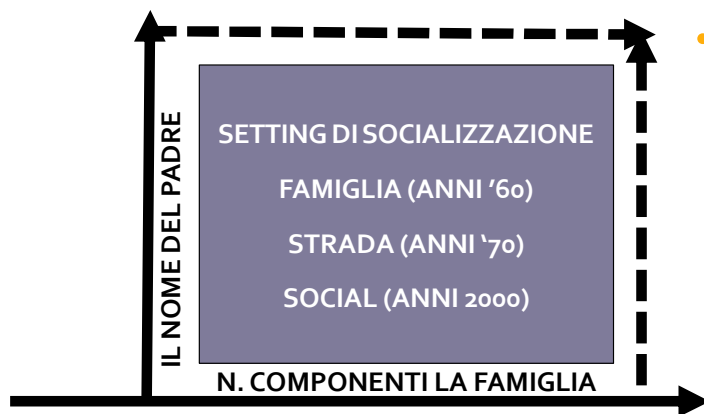 IL NOME DEL PADRE
SETTING DI SOCIALIZZAZIONE
FAMIGLIA (ANNI ’60)
STRADA (ANNI ‘70)
SOCIAL (ANNI 2000)
N. COMPONENTI LA FAMIGLIA